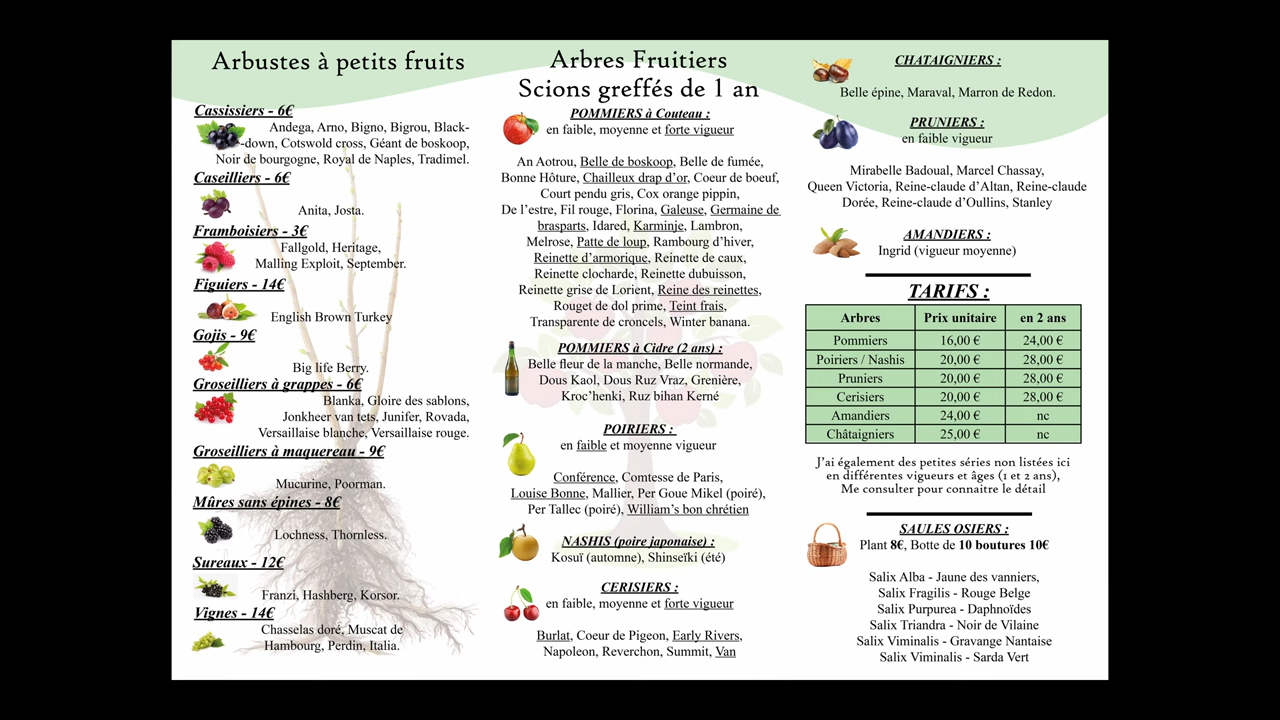 Arbustes à petits fruits
Cassissiers - 6€
Andega, Arno, Bigno, Bigrou, Black-
-down, Cotswold cross, Géant de boskoop,
Noir de bourgogne, Royal de Naples, Tradimel.
Caseilliers - 6€
Anita, Josta.
Framboisiers - 3€
Fallgold, Heritage,
Malling Exploit, September.
Figuiers - 14€
English Brown Turkey
Gojis - 9€
Big life Berry.
Groseilliers à grappes - 6€
Blanka, Gloire des sablons,
Jonkheer van tets, Junifer, Rovada,
Versaillaise blanche, Versaillaise rouge.
Groseilliers à maquereau - 9€
Mucurine, Poorman.
Mûres sans épines - 8€
Lochness, Thornless.
Sureaux - 12€
Franzi, Hashberg, Korsor.
Vignes - 14€
Chasselas doré, Muscat de
Hambourg, Perdin, Italia.
Arbres Fruitiers
Scions greffés de 1 an
POMMIERS à Couteau :
en faible, moyenne et forte vigueur
An Aotrou, Belle de boskoop, Belle de fumée,
Bonne Hôture, Chailleux drap d'or, Coeur de boeuf,
Court pendu gris, Cox orange pippin,
De l'estre, Fil rouge, Florina, Galeuse, Germaine de
brasparts, Idared, Karminje, Lambron,
Melrose, Patte de loup, Rambourg d'hiver,
Reinette d'armorique, Reinette de caux,
Reinette clocharde, Reinette dubuisson,
Reinette grise de Lorient, Reine des reinettes,
Rouget de dol prime, Teint frais,
Transparente de croncels, Winter banana.
POMMIERS à Cidre (2 ans) :
Belle fleur de la manche, Belle normande,
Dous Kaol, Dous Ruz Vraz, Grenière,
Kroc'henki, Ruz bihan Kerné
POIRIERS :
en faible et moyenne vigueur
Conférence, Comtesse de Paris,
Louise Bonne, Mallier, Per Goue Mikel (poiré),
Per Tallec (poiré), William's bon chrétien
NASHIS (poire japonaise) :
Kosuï (automne), Shinseïki (été)
CERISIERS :
en faible, moyenne et forte vigueur
Burlat, Coeur de Pigeon, Early Rivers,
Napoleon, Reverchon, Summit, Van
CHATAIGNIERS :
Belle épine, Maraval, Marron de Redon.
PRUNIERS :
en faible vigueur
Mirabelle Badoual, Marcel Chassay,
Queen Victoria, Reine-claude d'Altan, Reine-claude
Dorée, Reine-claude d'Oullins, Stanley
AMANDIERS :
Ingrid (vigueur moyenne)
TARIFS :
Arbres Prix unitaire en 2 ans
Pommiers 16,00 € 24,00 €
Poiriers / Nashis 20,00 € 28,00 €
Pruniers 20,00 € 28,00 €
Cerisiers 20,00 € 28,00 €
Amandiers 24,00 € nc
Châtaigniers 25,00 € nc
J'ai également des petites séries non listées ici
en différentes vigueurs et âges (1 et 2 ans),
Me consulter pour connaitre le détail
SAULES OSIERS :
Plant 8€, Botte de 10 boutures 10€
Salix Alba - Jaune des vanniers,
Salix Fragilis - Rouge Belge
Salix Purpurea - Daphnoïdes
Salix Triandra - Noir de Vilaine
Salix Viminalis - Gravange Nantaise
Salix Viminalis - Sarda Vert